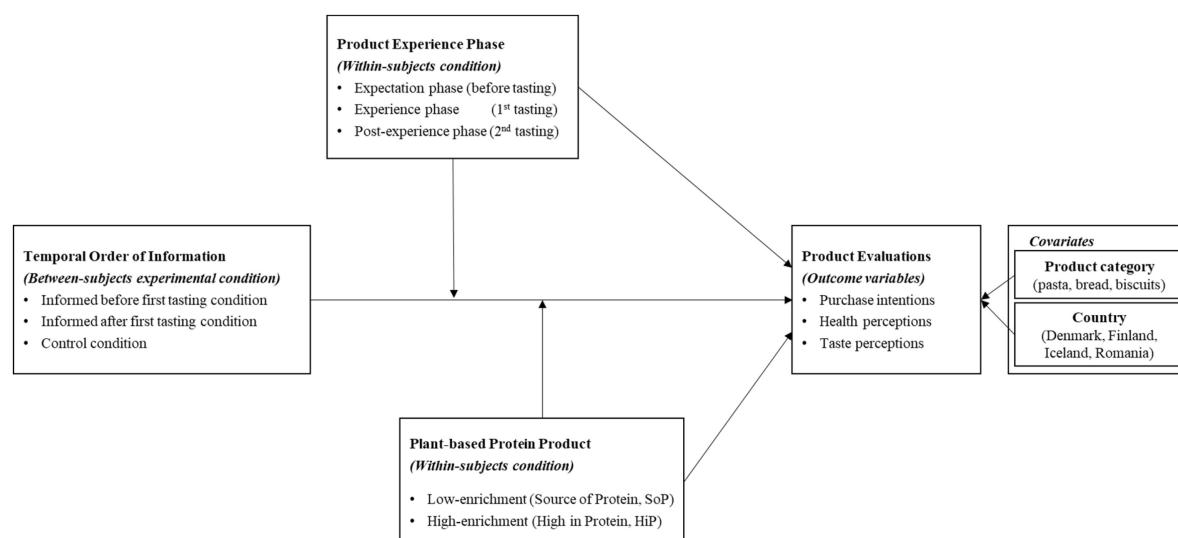 Product Experience Phase
(Within-subjects condition)
• Expectation phase (before tasting)
• Experience phase (1st tasting)
• Post-experience phase (2nd tasting)
Temporal Order of Information
(Between-subjects experimental condition)
• Informed before first tasting condition
• Informed after first tasting condition
• Control condition
Product Evaluations
(Outcome variables)
• Purchase intentions
• Health perceptions
• Taste perceptions
Covariates
Product category
(pasta, bread, biscuits)
Country
(Denmark, Finland,
Iceland, Romania)
Plant-based Protein Product
(Within-subjects condition)
• Low-enrichment (Source of Protein, SoP)
• High-enrichment (High in Protein, HiP)